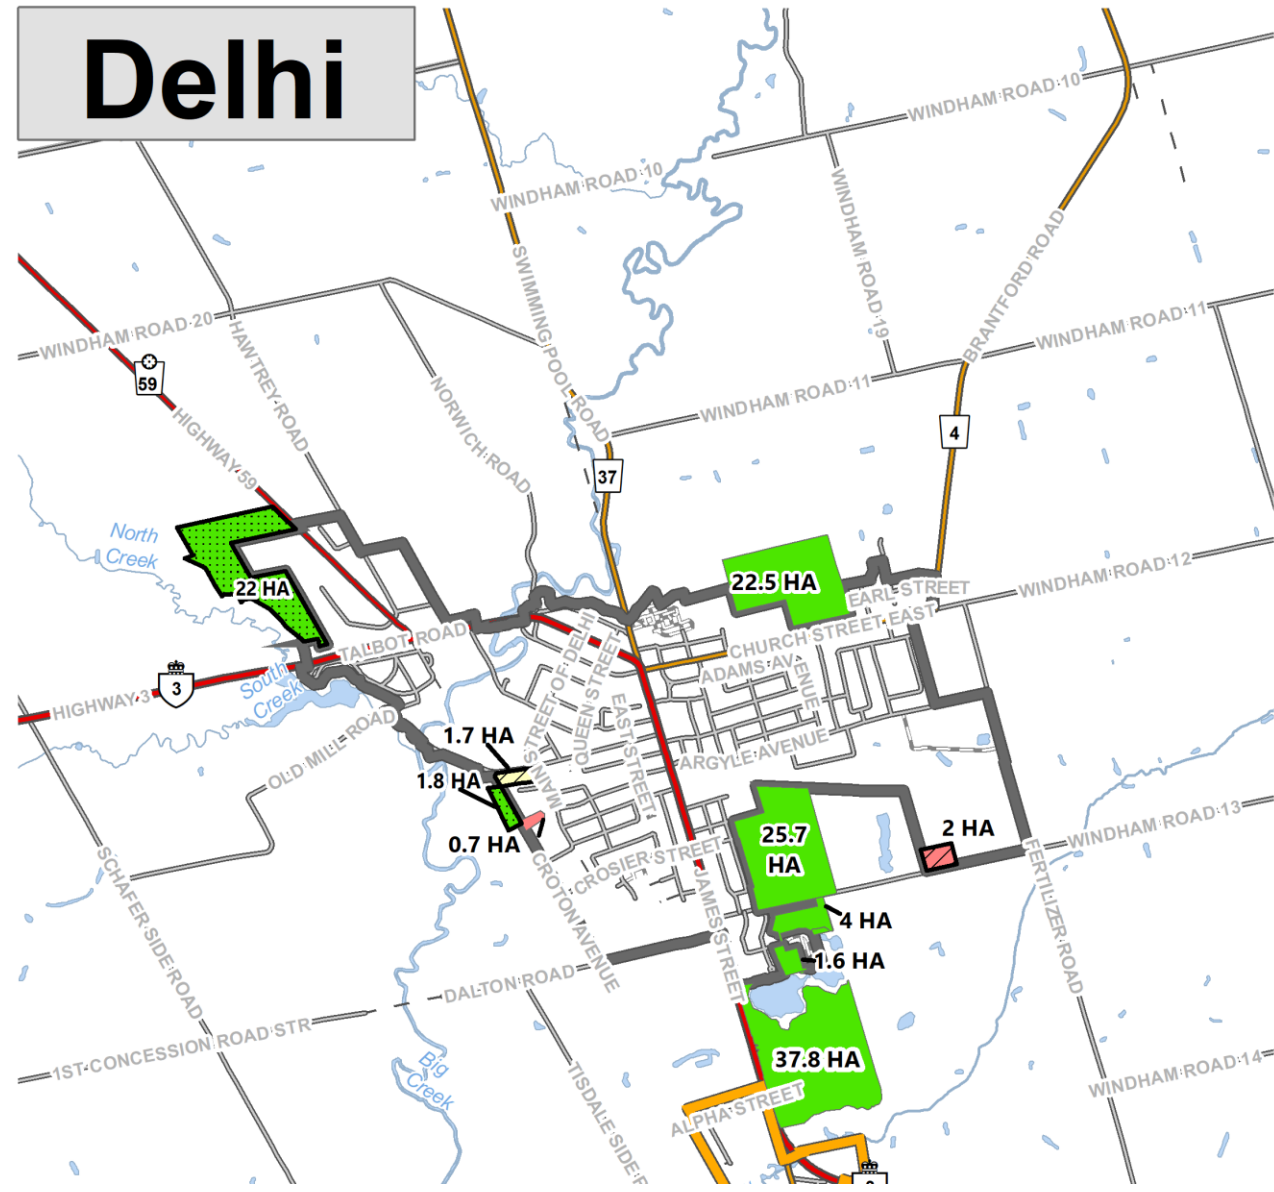 Delhi
WINDHAM ROAD 10
WINDHAM ROAD 10
WINDHAM ROAD 19
SWIMMING POOL ROAD
BRANTFORD ROAD
WINDHAM ROAD 20
HAWTREY ROAD
WINDHAM ROAD 11
WINDHAM ROAD 11
59
HIGHWAY 59
NORWICH ROAD
4
37
North
Creek
22 HA
22.5 HA
EARL STREET
WINDHAM ROAD 12
CHURCH STREET EAST
ADAMS AVENUE
TALBOT ROAD
HIGHWAY 3
3
South
Creek
OLD MILL ROAD
MAIN STREET OF DELHI
QUEEN STREET
EAST STREET
ARGYLE AVENUE
1.7 HA
1.8 HA
0.7 HA
25.7
HA
2 HA
WINDHAM ROAD 13
CROSIER STREET
CROTON AVENUE
JAMES STREET
SCHAFER SIDE ROAD
FERTILIZER ROAD
4 HA
1.6 HA
DALTON ROAD
1ST CONCESSION ROAD STR
37.8 HA
Big
Creek
ALPHA STREET
WINDHAM ROAD 14